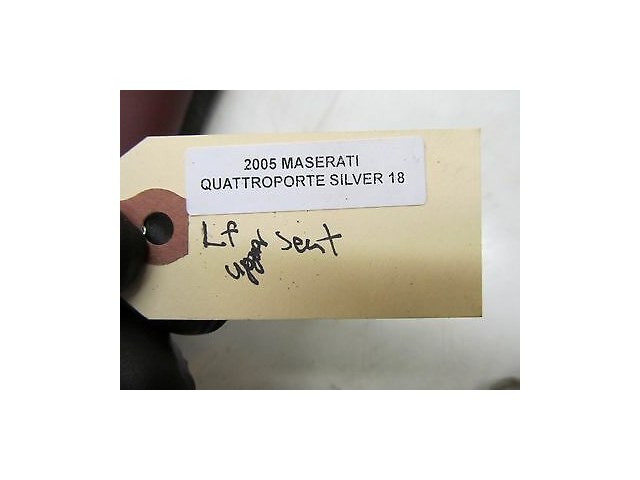 2005 MASERATI
QUATTROPORTE SILVER 18
Lf
upper seat